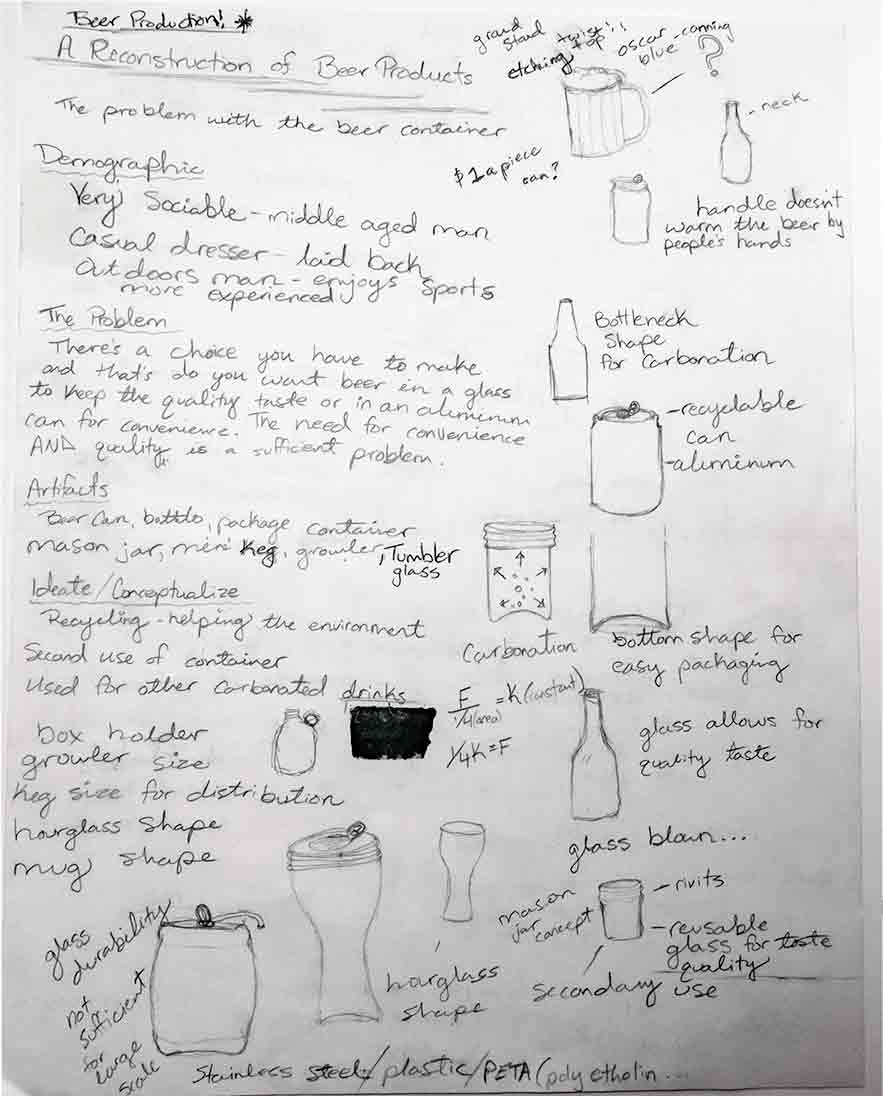 Beer Production! *
A Reconstruction of Beer Products
The problem with the beer container
grand stand
etching
twist top!!
oscar blue - canning
?
$1 a piece can?
- neck
handle doesn't
warm the beer by
people's hands
Demographic
Very Sociable - middle aged man
Casual dresser - laid back
Outdoors man - enjoys sports
more experienced
The Problem
There's a choice you have to make
and that's do you want beer in a glass
to keep the quality taste or in an aluminum
can for convenience. The need for convenience
AND quality is a sufficient problem.
Bottleneck
Shape
for Carbonation
- recyclable
can
- aluminum
Artifacts
Beer Can, bottle, package container
mason jar, mini keg, growler, Tumbler
glass
Ideate/Conceptualize
Recycling - helping the environment
Second use of container
Used for other carbonated drinks
Carbonation
F/1/4(area) = K(constant)
1/4K = F
bottom shape for
easy packaging
glass allows for
quality taste
box holder
growler size
Keg size for distribution
hourglass shape
mug shape
glass blown...
mason
jar
concept
- rivits
- reusable
glass for taste
quality
secondary use
hourglass
shape
glass
durability
not
sufficient
for
large
scale
Stainless steel/plastic/PETA (poly etholin ...